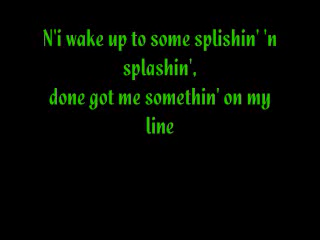 N'i wake up to some splishin' 'n
splashin',
done got me somethin' on my
line